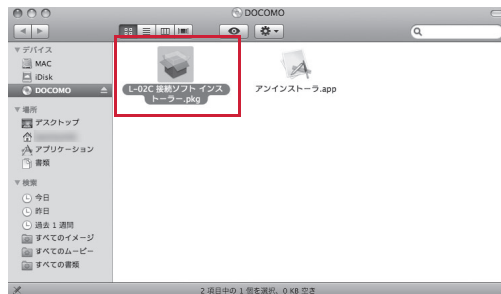 DOCOMO
デバイス
MAC
iDisk
DOCOMO
場所
デスクトップ
アプリケーション
書類
検索
今日
昨日
過去 1 週間
すべてのイメージ
すべてのムービー
すべての書類
L-02C 接続ソフト インス
トーラー.pkg
アンインストーラ.app
2 項目中の 1 個を選択、0 KB 空き